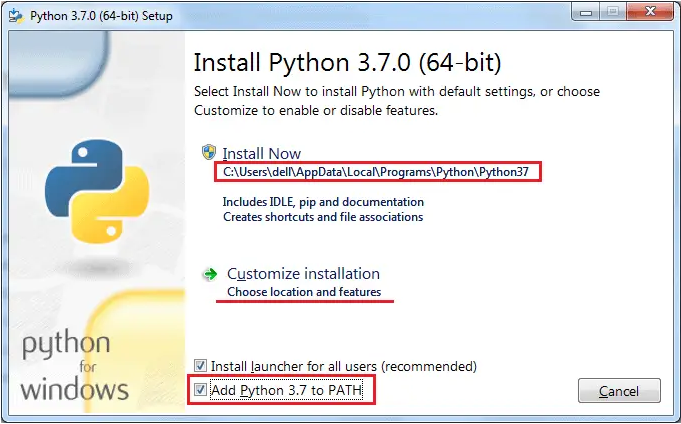 Python 3.7.0 (64-bit) Setup
Install Python 3.7.0 (64-bit)
Select Install Now to install Python with default settings, or choose
Customize to enable or disable features.
Install Now
C:\Users\dell\AppData\Local\Programs\Python\Python37
Includes IDLE, pip and documentation
Creates shortcuts and file associations
Customize installation
Choose location and features
python
for
windows
Install launcher for all users (recommended)
Add Python 3.7 to PATH
Cancel